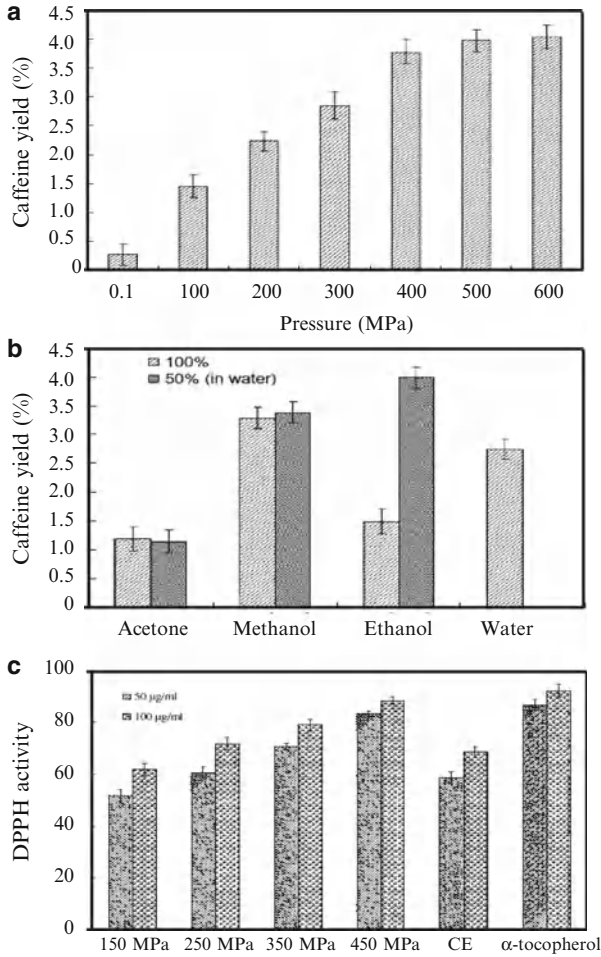 a
4.5
4.0
3.5
3.0
2.5
2.0
1.5
1.0
0.5
0
Caffeine yield (%)
0.1 100 200 300 400 500 600
Pressure (MPa)
b
4.5
4.0
3.5
3.0
2.5
2.0
1.5
1.0
0.5
0
Caffeine yield (%)
100%
50% (in water)
Acetone Methanol Ethanol Water
c
100
80
60
40
20
0
DPPH activity
50 µg/ml
100 µg/ml
150 MPa 250 MPa 350 MPa 450 MPa CE α-tocopherol